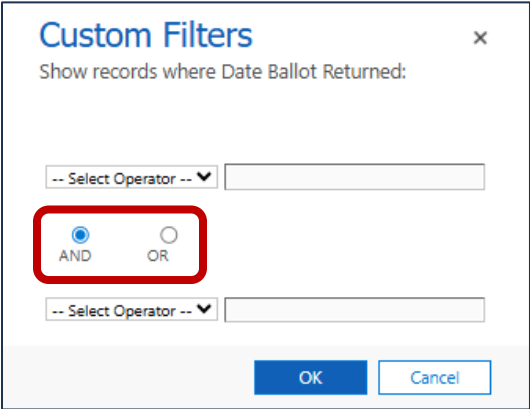 Custom Filters
Show records where Date Ballot Returned:
-- Select Operator --
AND OR
-- Select Operator --
OK Cancel